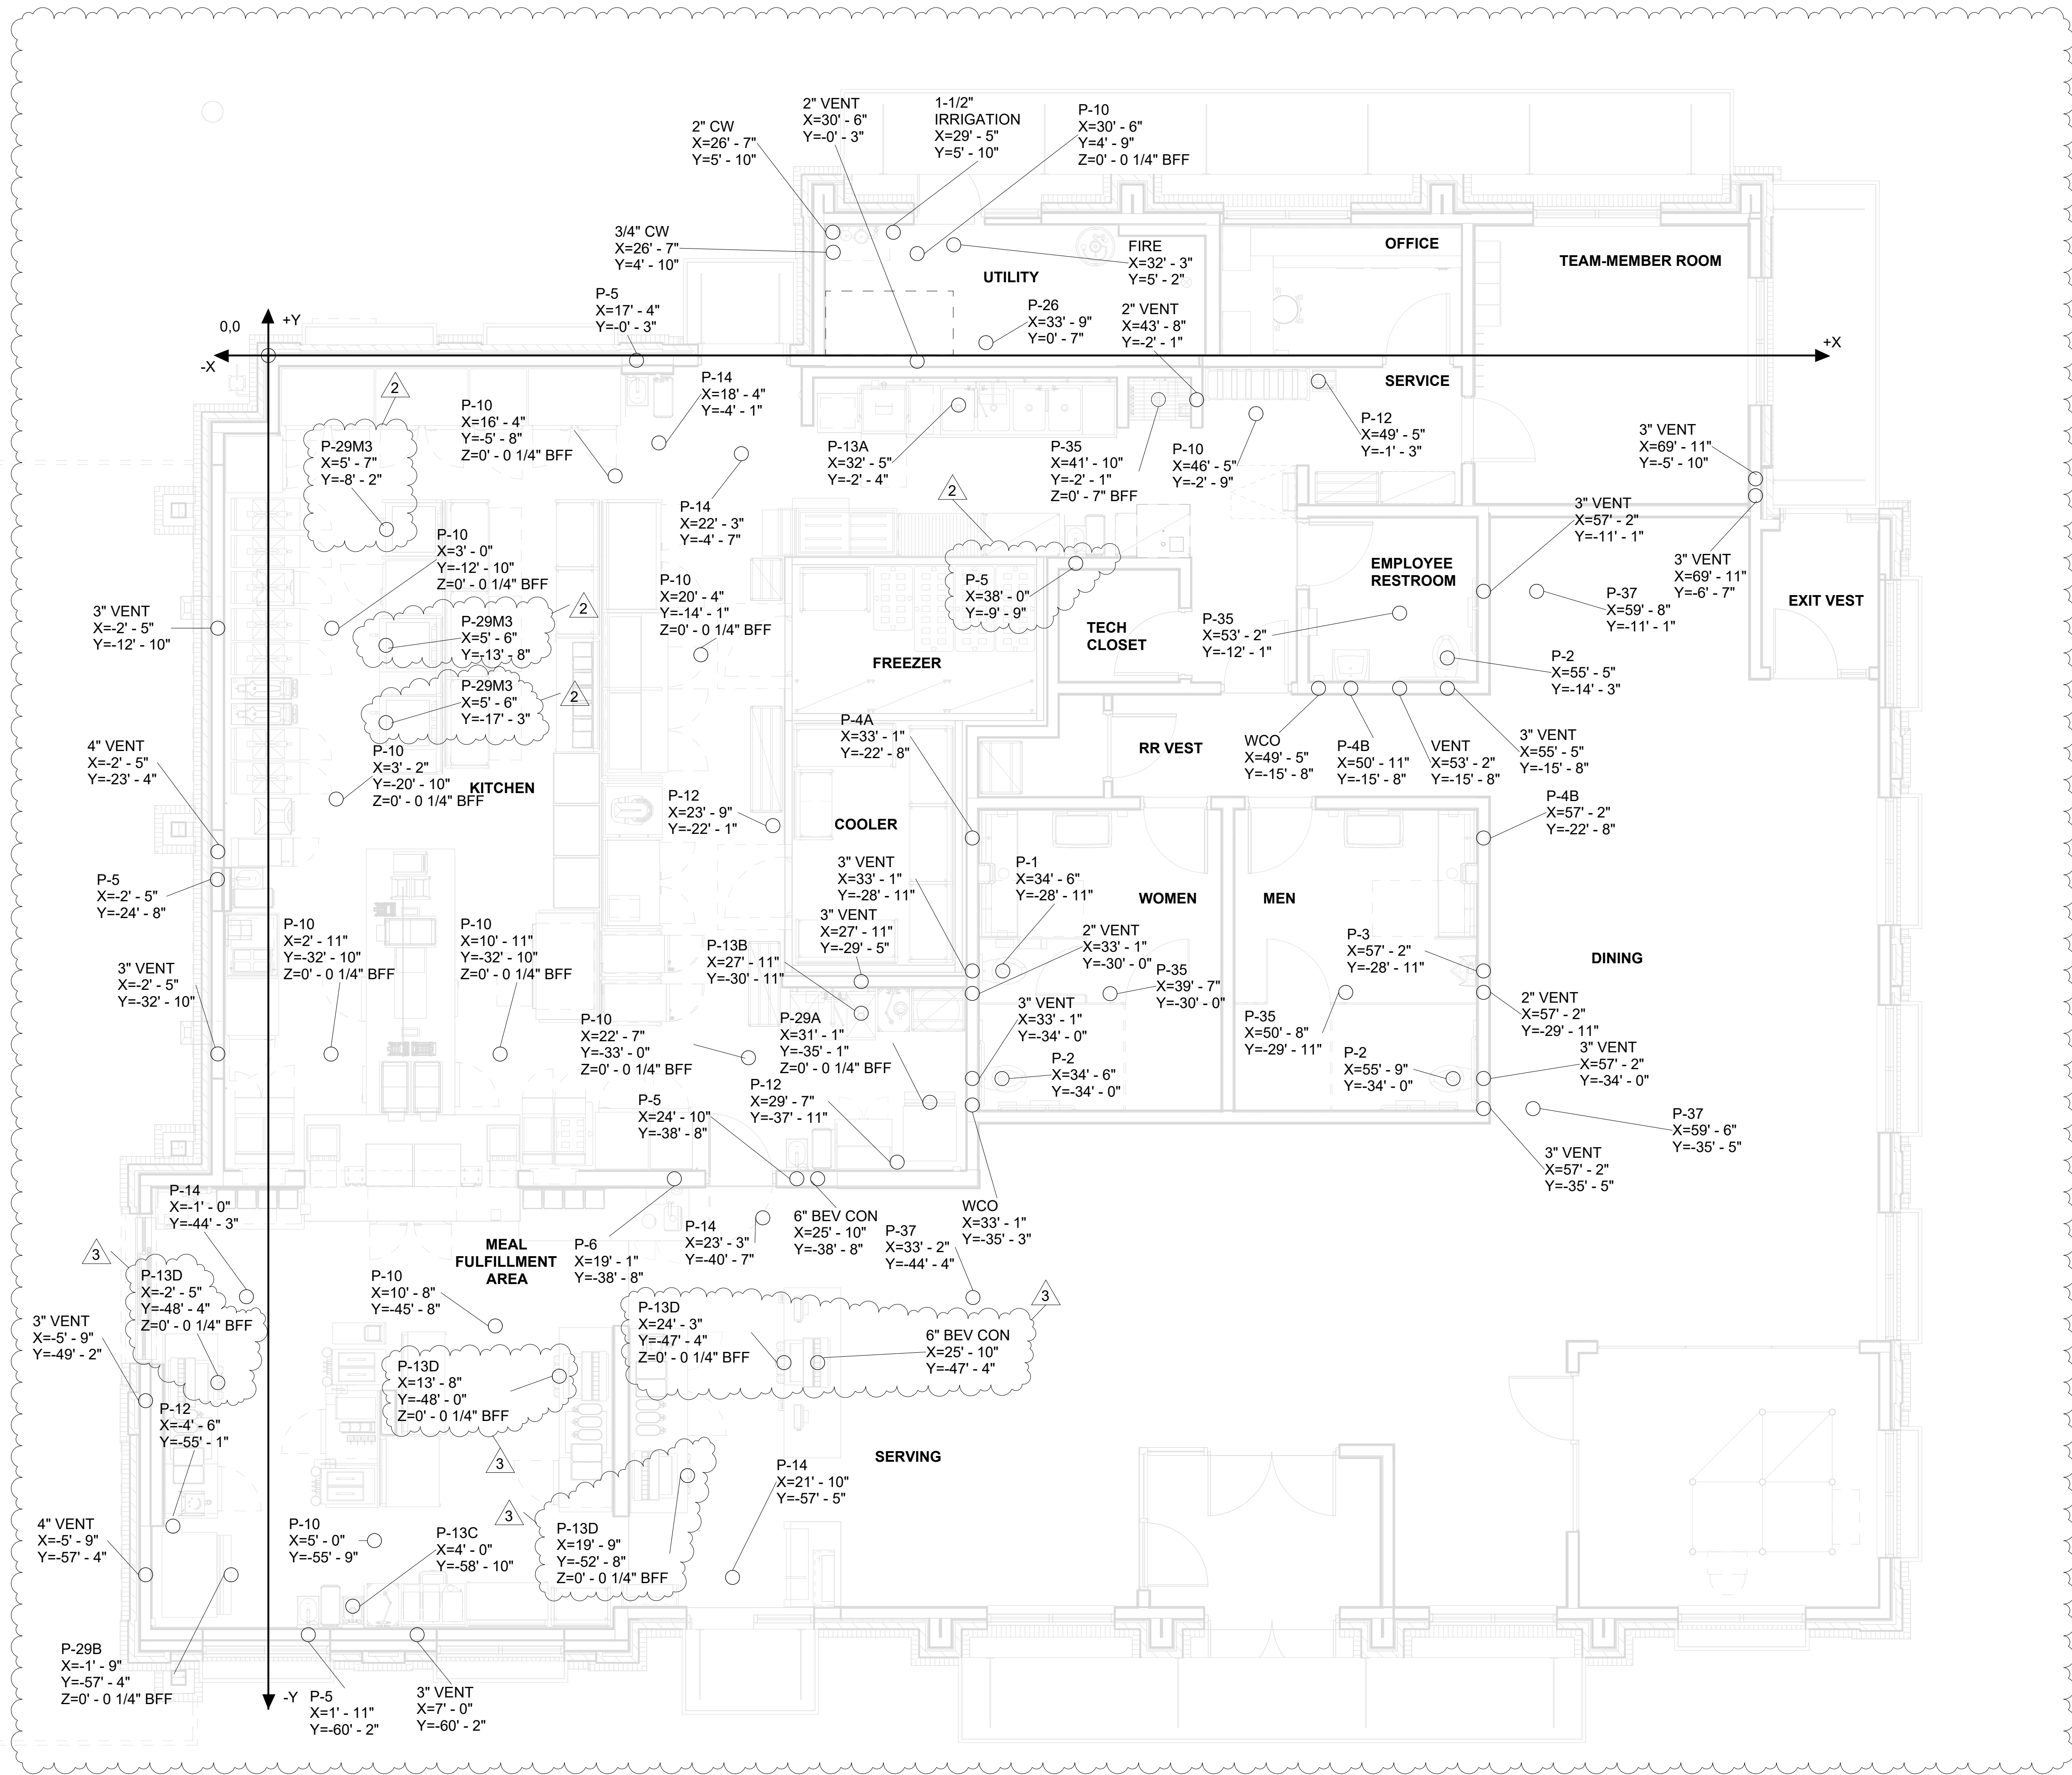 2" VENT
X=30' - 6"
Y=-0' - 3"
1-1/2"
IRRIGATION
X=29' - 5"
Y=5' - 10"
P-10
X=30' - 6"
Y=4' - 9"
Z=0' - 0 1/4" BFF
2" CW
X=26' - 7"
Y=5' - 10"
3/4" CW
X=26' - 7"
Y=4' - 10"
FIRE
X=32' - 3"
Y=5' - 2"
OFFICE
TEAM-MEMBER ROOM
UTILITY
P-5
X=17' - 4"
Y=-0' - 3"
P-26
X=33' - 9"
Y=0' - 7"
2" VENT
X=43' - 8"
Y=-2' - 1"
0,0
+Y
-X
+X
SERVICE
2
P-14
X=18' - 4"
Y=-4' - 1"
P-10
X=16' - 4"
Y=-5' - 8"
Z=0' - 0 1/4" BFF
P-29M3
X=5' - 7"
Y=-8' - 2"
P-13A
X=32' - 5"
Y=-2' - 4"
P-35
X=41' - 10"
Y=-2' - 1"
Z=0' - 7" BFF
P-10
X=46' - 5"
Y=-2' - 9"
P-12
X=49' - 5"
Y=-1' - 3"
3" VENT
X=69' - 11"
Y=-5' - 10"
2
P-14
X=22' - 3"
Y=-4' - 7"
3" VENT
X=57' - 2"
Y=-11' - 1"
P-10
X=3' - 0"
Y=-12' - 10"
Z=0' - 0 1/4" BFF
3" VENT
X=69' - 11"
Y=-6' - 7"
EMPLOYEE
RESTROOM
P-5
X=38' - 0"
Y=-9' - 9"
P-10
X=20' - 4"
Y=-14' - 1"
Z=0' - 0 1/4" BFF
P-37
X=59' - 8"
Y=-11' - 1"
EXIT VEST
3" VENT
X=-2' - 5"
Y=-12' - 10"
2
P-29M3
X=5' - 6"
Y=-13' - 8"
TECH
CLOSET
P-35
X=53' - 2"
Y=-12' - 1"
FREEZER
P-2
X=55' - 5"
Y=-14' - 3"
P-29M3
X=5' - 6"
Y=-17' - 3"
2
P-4A
X=33' - 1"
Y=-22' - 8"
4" VENT
X=-2' - 5"
Y=-23' - 4"
P-10
X=3' - 2"
Y=-20' - 10"
Z=0' - 0 1/4" BFF
KITCHEN
RR VEST
WCO
X=49' - 5"
Y=-15' - 8"
P-4B
X=50' - 11"
Y=-15' - 8"
VENT
X=53' - 2"
Y=-15' - 8"
3" VENT
X=55' - 5"
Y=-15' - 8"
P-12
X=23' - 9"
Y=-22' - 1"
COOLER
P-4B
X=57' - 2"
Y=-22' - 8"
3" VENT
X=33' - 1"
Y=-28' - 11"
P-1
X=34' - 6"
Y=-28' - 11"
P-5
X=-2' - 5"
Y=-24' - 8"
WOMEN
MEN
3" VENT
X=27' - 11"
Y=-29' - 5"
P-10
X=2' - 11"
Y=-32' - 10"
Z=0' - 0 1/4" BFF
P-10
X=10' - 11"
Y=-32' - 10"
Z=0' - 0 1/4" BFF
P-13B
X=27' - 11"
Y=-30' - 11"
2" VENT
X=33' - 1"
Y=-30' - 0"
P-3
X=57' - 2"
Y=-28' - 11"
DINING
3" VENT
X=-2' - 5"
Y=-32' - 10"
P-35
X=39' - 7"
Y=-30' - 0"
3" VENT
X=33' - 1"
Y=-34' - 0"
2" VENT
X=57' - 2"
Y=-29' - 11"
P-10
X=22' - 7"
Y=-33' - 0"
Z=0' - 0 1/4" BFF
P-29A
X=31' - 1"
Y=-35' - 1"
Z=0' - 0 1/4" BFF
P-35
X=50' - 8"
Y=-29' - 11"
P-2
X=34' - 6"
Y=-34' - 0"
P-2
X=55' - 9"
Y=-34' - 0"
3" VENT
X=57' - 2"
Y=-34' - 0"
P-12
X=29' - 7"
Y=-37' - 11"
P-5
X=24' - 10"
Y=-38' - 8"
P-37
X=59' - 6"
Y=-35' - 5"
3" VENT
X=57' - 2"
Y=-35' - 5"
P-14
X=-1' - 0"
Y=-44' - 3"
WCO
X=33' - 1"
Y=-35' - 3"
6" BEV CON
X=25' - 10"
Y=-38' - 8"
P-14
X=23' - 3"
Y=-40' - 7"
P-37
X=33' - 2"
Y=-44' - 4"
MEAL
FULFILLMENT
AREA
P-6
X=19' - 1"
Y=-38' - 8"
3
P-13D
X=-2' - 5"
Y=-48' - 4"
Z=0' - 0 1/4" BFF
P-10
X=10' - 8"
Y=-45' - 8"
P-13D
X=24' - 3"
Y=-47' - 4"
Z=0' - 0 1/4" BFF
3
6" BEV CON
X=25' - 10"
Y=-47' - 4"
3" VENT
X=-5' - 9"
Y=-49' - 2"
P-13D
X=13' - 8"
Y=-48' - 0"
Z=0' - 0 1/4" BFF
3
P-12
X=-4' - 6"
Y=-55' - 1"
SERVING
P-14
X=21' - 10"
Y=-57' - 5"
3
P-13D
X=19' - 9"
Y=-52' - 8"
Z=0' - 0 1/4" BFF
4" VENT
X=-5' - 9"
Y=-57' - 4"
P-10
X=5' - 0"
Y=-55' - 9"
P-13C
X=4' - 0"
Y=-58' - 10"
P-29B
X=-1' - 9"
Y=-57' - 4"
Z=0' - 0 1/4" BFF
-Y
P-5
X=1' - 11"
Y=-60' - 2"
3" VENT
X=7' - 0"
Y=-60' - 2"